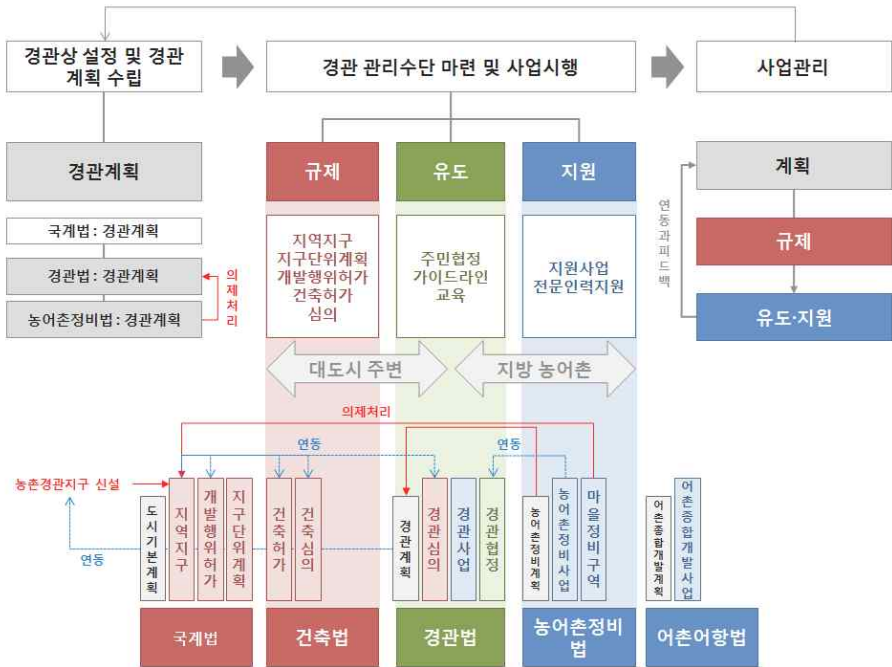 경관상 설정 및 경관
계획 수립
경관 관리수단 마련 및 사업시행
사업관리
경관계획
규제
유도
지원
계획
국계법 : 경관계획
경관법 : 경관계획
농어촌정비법 : 경관계획
의제처리
지역지구
지구단위계획
개발행위허가
건축허가
심의
주민협정
가이드라인
교육
지원사업
전문인력지원
연동과피드백
규제
유도·지원
대도시 주변
지방 농어촌
의제처리
연동
연동
농촌경관지구 신설
연동
도시기본계획
지역지구
개발행위허가
지구단위계획
건축허가
건축심의
경관계획
경관심의
경관사업
경관협정
농어촌정비계획
농어촌정비사업
마을정비구역
어촌종합개발계획
어촌종합개발사업
국계법
건축법
경관법
농어촌정비
법
어촌어항법